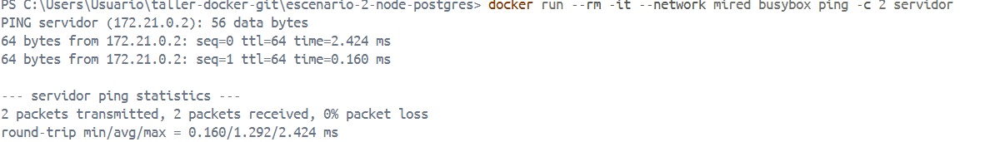 PS C:\Users\Usuario\taller-docker-git\escenario-2-node-postgres> docker run --rm -it --network mired busybox ping -c 2 servidor
PING servidor (172.21.0.2): 56 data bytes
64 bytes from 172.21.0.2: seq=0 ttl=64 time=2.424 ms
64 bytes from 172.21.0.2: seq=1 ttl=64 time=0.160 ms
--- servidor ping statistics ---
2 packets transmitted, 2 packets received, 0% packet loss
round-trip min/avg/max = 0.160/1.292/2.424 ms